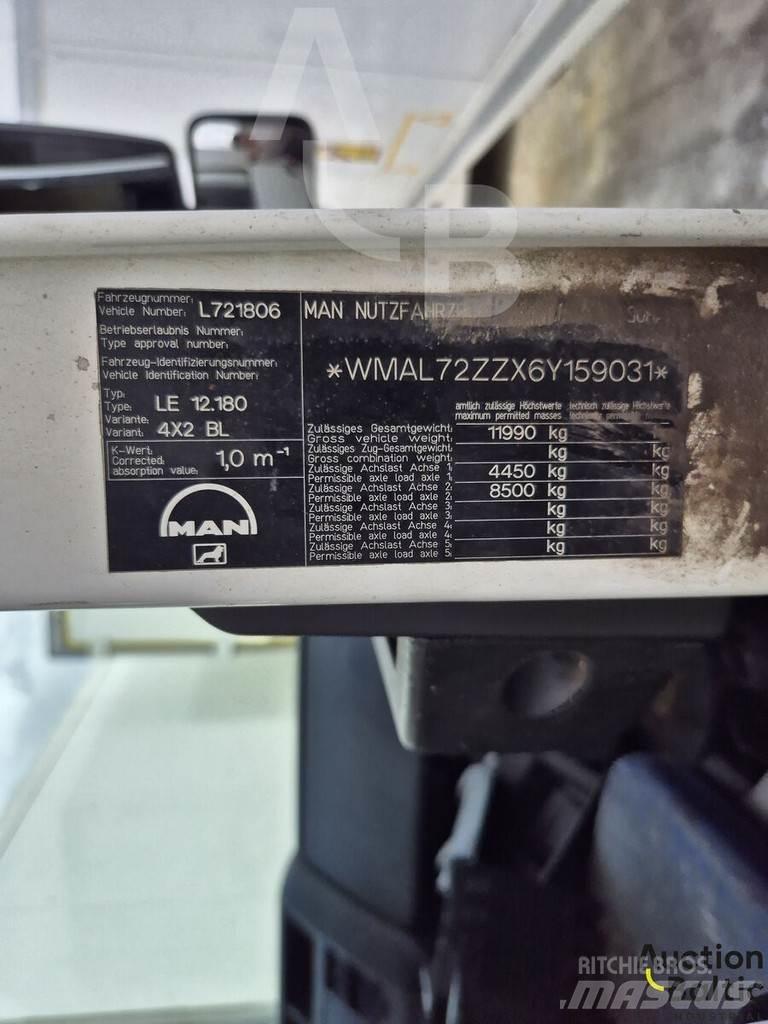 Fahrzeugnummer:
Vehicle Number: L721806
Betriebserlaubnis Nummer:
Type approval number:
Fahrzeug-Identifizierungsnummer:
Vehicle Identification Number:
Typ:
Type: LE 12.180
Variante:
Variant: 4X2 BL
K-Wert:
Corrected absorption value: 1,0 m⁻¹
MAN
MAN NUTZFAHRZ
*WMAL72ZZX6Y159031*
amtlich zulässige Höchstwerte technisch zulässige Höchstwerte
maximum permitted masses technic permitted masses
Zulässiges Gesamtgewicht:
Gross vehicle weight: 11990 kg kg
Zulässiges Zug-Gesamtgewicht:
Gross combination weight: kg kg
Zulässige Achslast Achse 1:
Permissible axle load axle 1: 4450 kg kg
Zulässige Achslast Achse 2:
Permissible axle load axle 2: 8500 kg kg
Zulässige Achslast Achse 3:
Permissible axle load axle 3: kg kg
Zulässige Achslast Achse 4:
Permissible axle load axle 4: kg kg
Zulässige Achslast Achse 5:
Permissible axle load axle 5: kg kg
A B
Auction
Baltic
INDUSTRIAL
RITCHIE BROS.
MASCUS